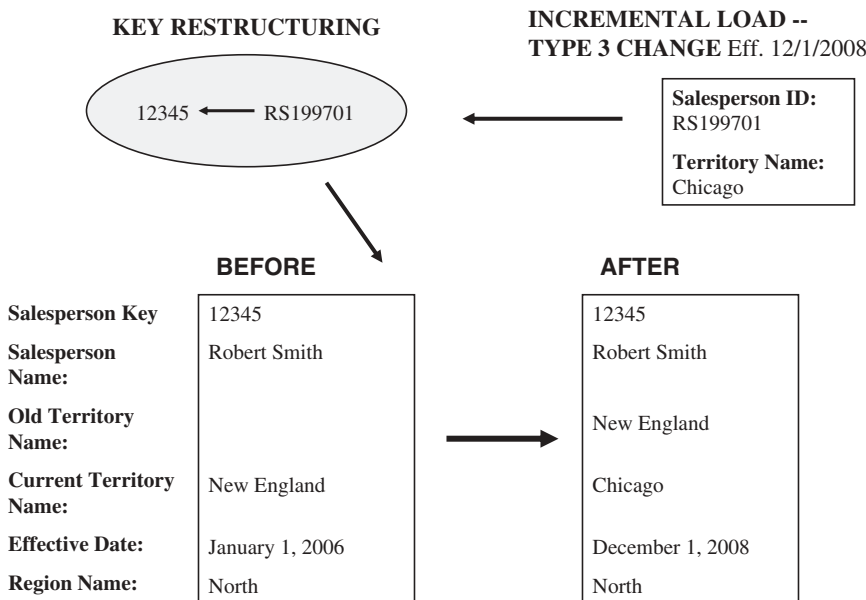 KEY RESTRUCTURING
INCREMENTAL LOAD --
TYPE 3 CHANGE Eff. 12/1/2008
12345
RS199701
Salesperson ID:
RS199701
Territory Name:
Chicago
BEFORE
AFTER
Salesperson Key
12345
12345
Salesperson
Name:
Robert Smith
Robert Smith
Old Territory
Name:
New England
Current Territory
Name:
New England
Chicago
Effective Date:
January 1, 2006
December 1, 2008
Region Name:
North
North